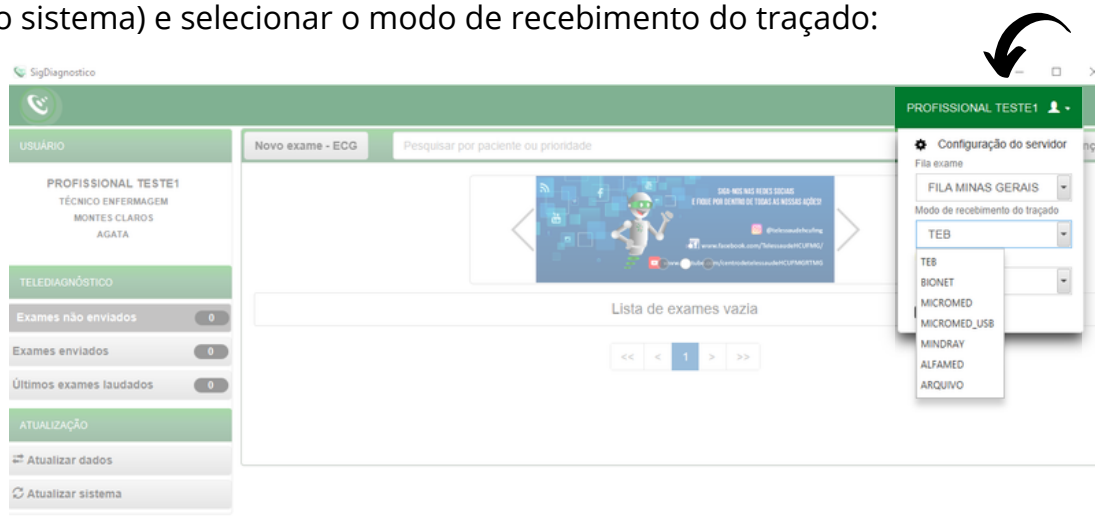 o sistema) e selecionar o modo de recebimento do traçado:
SigDiagnostico
PROFISSIONAL TESTE1
USUÁRIO
PROFISSIONAL TESTE1
TÉCNICO ENFERMAGEM
MONTES CLAROS
AGATA
TELEDIAGNÓSTICO
Exames não enviados 0
Exames enviados 0
Últimos exames laudados 0
ATUALIZAÇÃO
Atualizar dados
Atualizar sistema
Novo exame - ECG
Pesquisar por paciente ou prioridade
SIGA-NOS NAS REDES SOCIAIS
E FIQUE POR DENTRO DE TODAS AS NOSSAS AÇÕES!
@telessaudehcufmg
www.facebook.com/TelessaudeHCUFMG/
m/centrodetelessaudeHCUFMGRTMG
Lista de exames vazia
<< < 1 > >>
Configuração do servidor
Fila exame
FILA MINAS GERAIS
Modo de recebimento do traçado
TEB
TEB
BIONET
MICROMED
MICROMED_USB
MINDRAY
ALFAMED
ARQUIVO